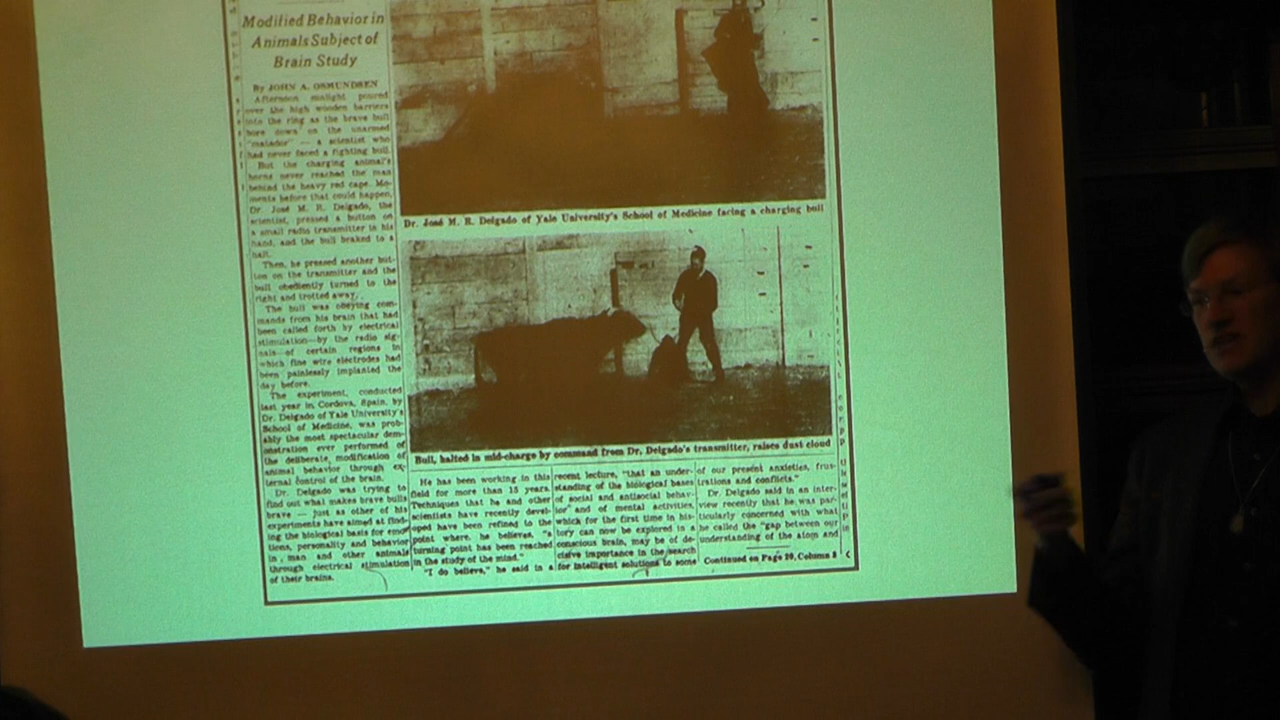 Modified Behavior in
Animals Subject of
Brain Study
By JOHN A. OSMUNDSEN
Afternoon sunlight poured
over the high wooden barriers
into the ring as the brave bull
bore down on the unarmed
"matador" — a scientist who
had never faced a fighting bull.
But the charging animal's
horns never reached the man
behind the heavy red cape. Mo-
ments before that could happen,
Dr. José M. R. Delgado, the
scientist, pressed a button on
a small radio transmitter in his
hand, and the bull braked to a
halt.
Then, he pressed another but-
ton on the transmitter and the
bull obediently turned to the
right and trotted away.
The bull was obeying com-
mands from his brain that had
been called forth by electrical
stimulation—by the radio sig-
nals—of certain regions in
which fine wire electrodes had
been painlessly implanted the
day before.
The experiment, conducted
last year in Cordova, Spain, by
Dr. Delgado of Yale University's
School of Medicine, was prob-
ably the most spectacular dem-
onstration ever performed of
the deliberate modification of
animal behavior through ex-
ternal control of the brain.
Dr. Delgado was trying to
find out what makes brave bulls
brave — just as other of his
experiments have aimed at find-
ing the biological basis for emo-
tions, personality and behavior
in man and other animals
through electrical stimulation
of their brains.
Dr. José M. R. Delgado of Yale University's School of Medicine facing a charging bull
Bull, halted in mid-charge by command from Dr. Delgado's transmitter, raises dust cloud
He has been working in this
field for more than 15 years.
Techniques that he and other
scientists have recently devel-
oped have been refined to the
point where, he believes, "a
turning point has been reached
in the study of the mind."
"I do believe," he said in a
recent lecture, "that an under-
standing of the biological bases
of social and antisocial behav-
ior and of mental activities,
which for the first time in his-
tory can now be explored in a
conscious brain, may be of de-
cisive importance in the search
for intelligent solutions to some
of our present anxieties, frus-
trations and conflicts."
Dr. Delgado said in an inter-
view recently that he was par-
ticularly concerned with what
he called the "gap between our
understanding of the atom and
Continued on Page 20, Column